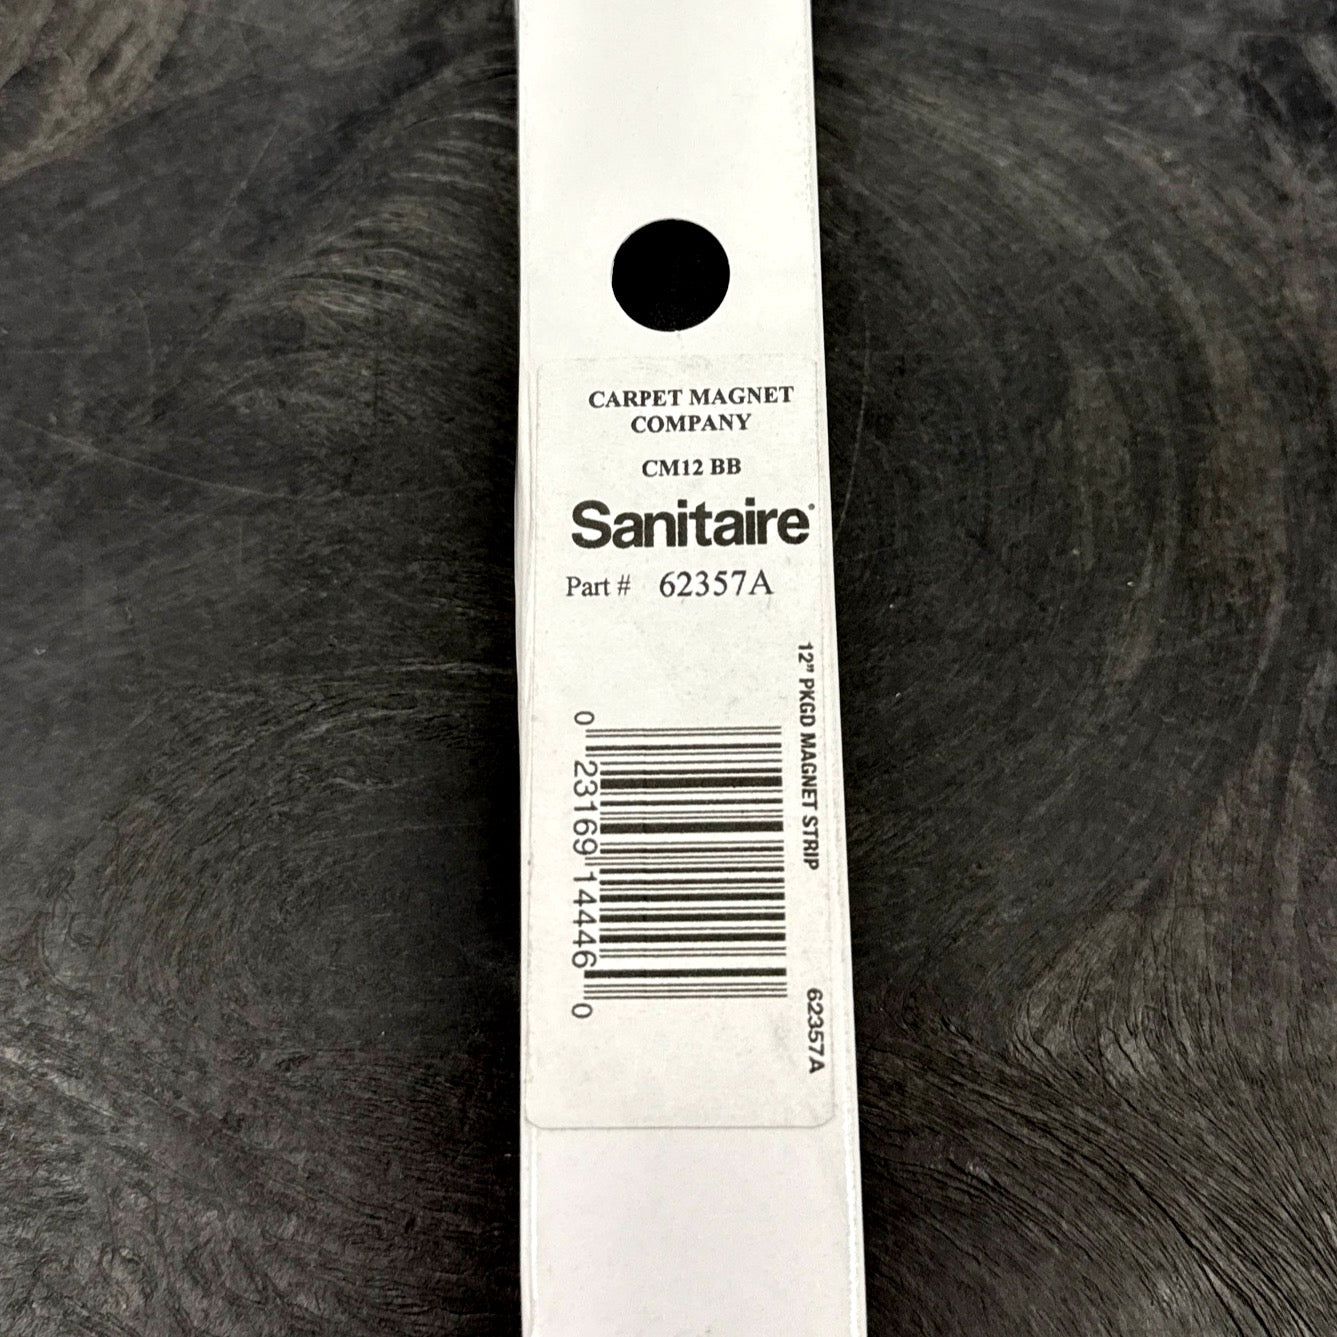 CARPET MAGNET
COMPANY
CM12 BB
Sanitaire®
Part # 62357A
12" PKGD MAGNET STRIP
62357A
0 23169 14446 0